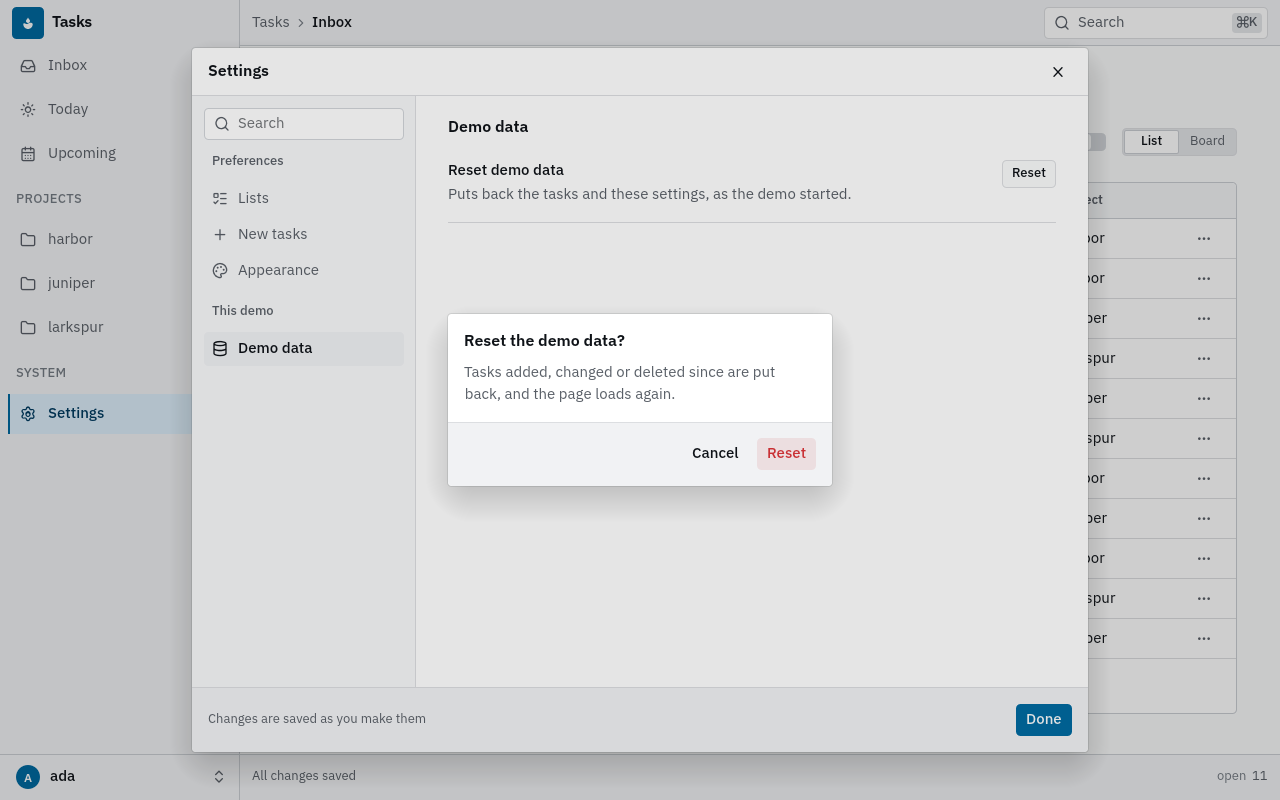 Tasks
Inbox
Today
Upcoming
PROJECTS
harbor
juniper
larkspur
SYSTEM
Settings
A ada
Tasks > Inbox
Search ⌘K
List Board
Settings
Search
Preferences
Lists
New tasks
Appearance
This demo
Demo data
Demo data
Reset demo data
Puts back the tasks and these settings, as the demo started.
Reset
Reset the demo data?
Tasks added, changed or deleted since are put
back, and the page loads again.
Cancel Reset
Changes are saved as you make them
Done
All changes saved
open 11